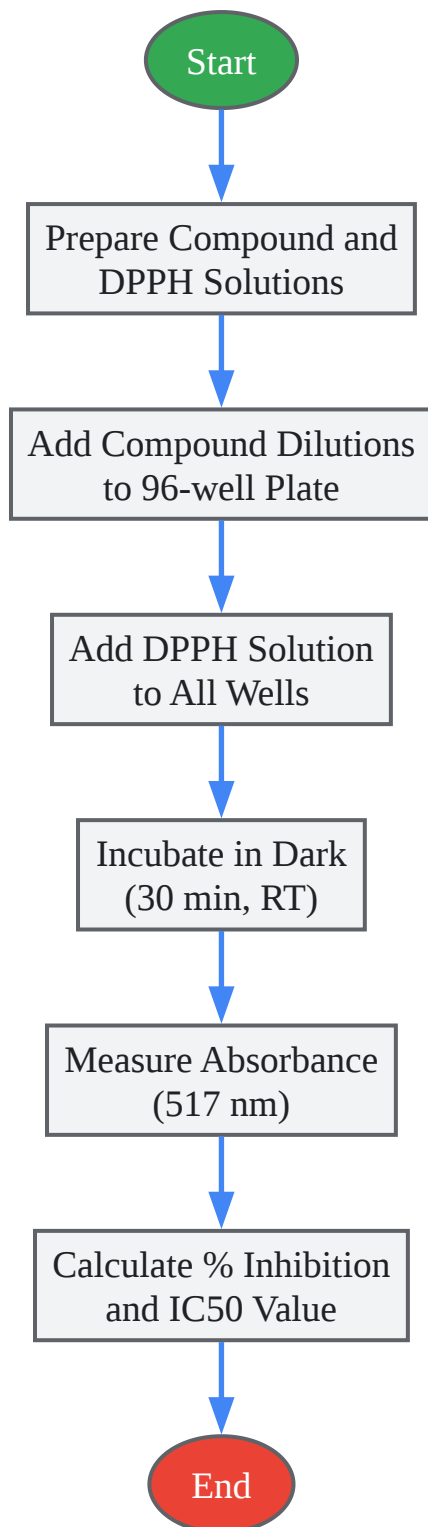 Start
Prepare Compound and
DPPH Solutions
Add Compound Dilutions
to 96-well Plate
Add DPPH Solution
to All Wells
Incubate in Dark
(30 min, RT)
Measure Absorbance
(517 nm)
Calculate % Inhibition
and IC50 Value
End